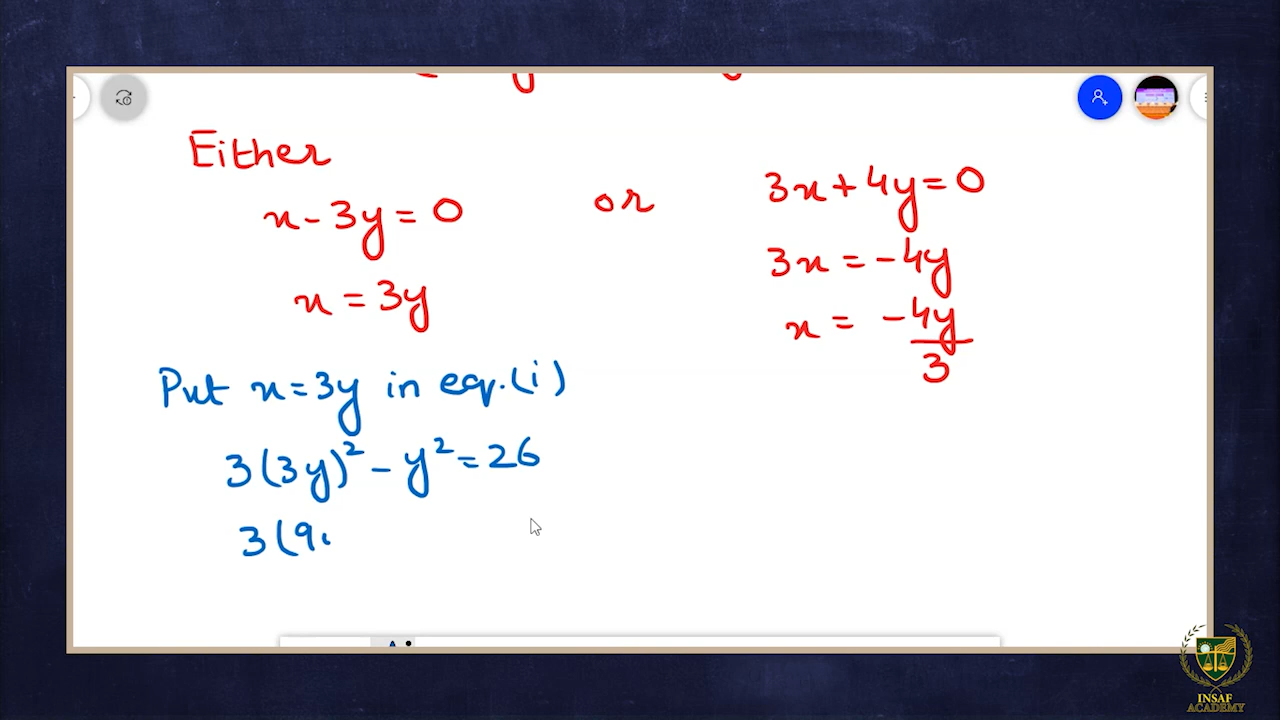 Either
x - 3y = 0
x = 3y
or
3x + 4y = 0
3x = -4y
x = -4y/3
Put x = 3y in eq.(i)
3(3y)² - y² = 26
3(9
INSAF
ACADEMY